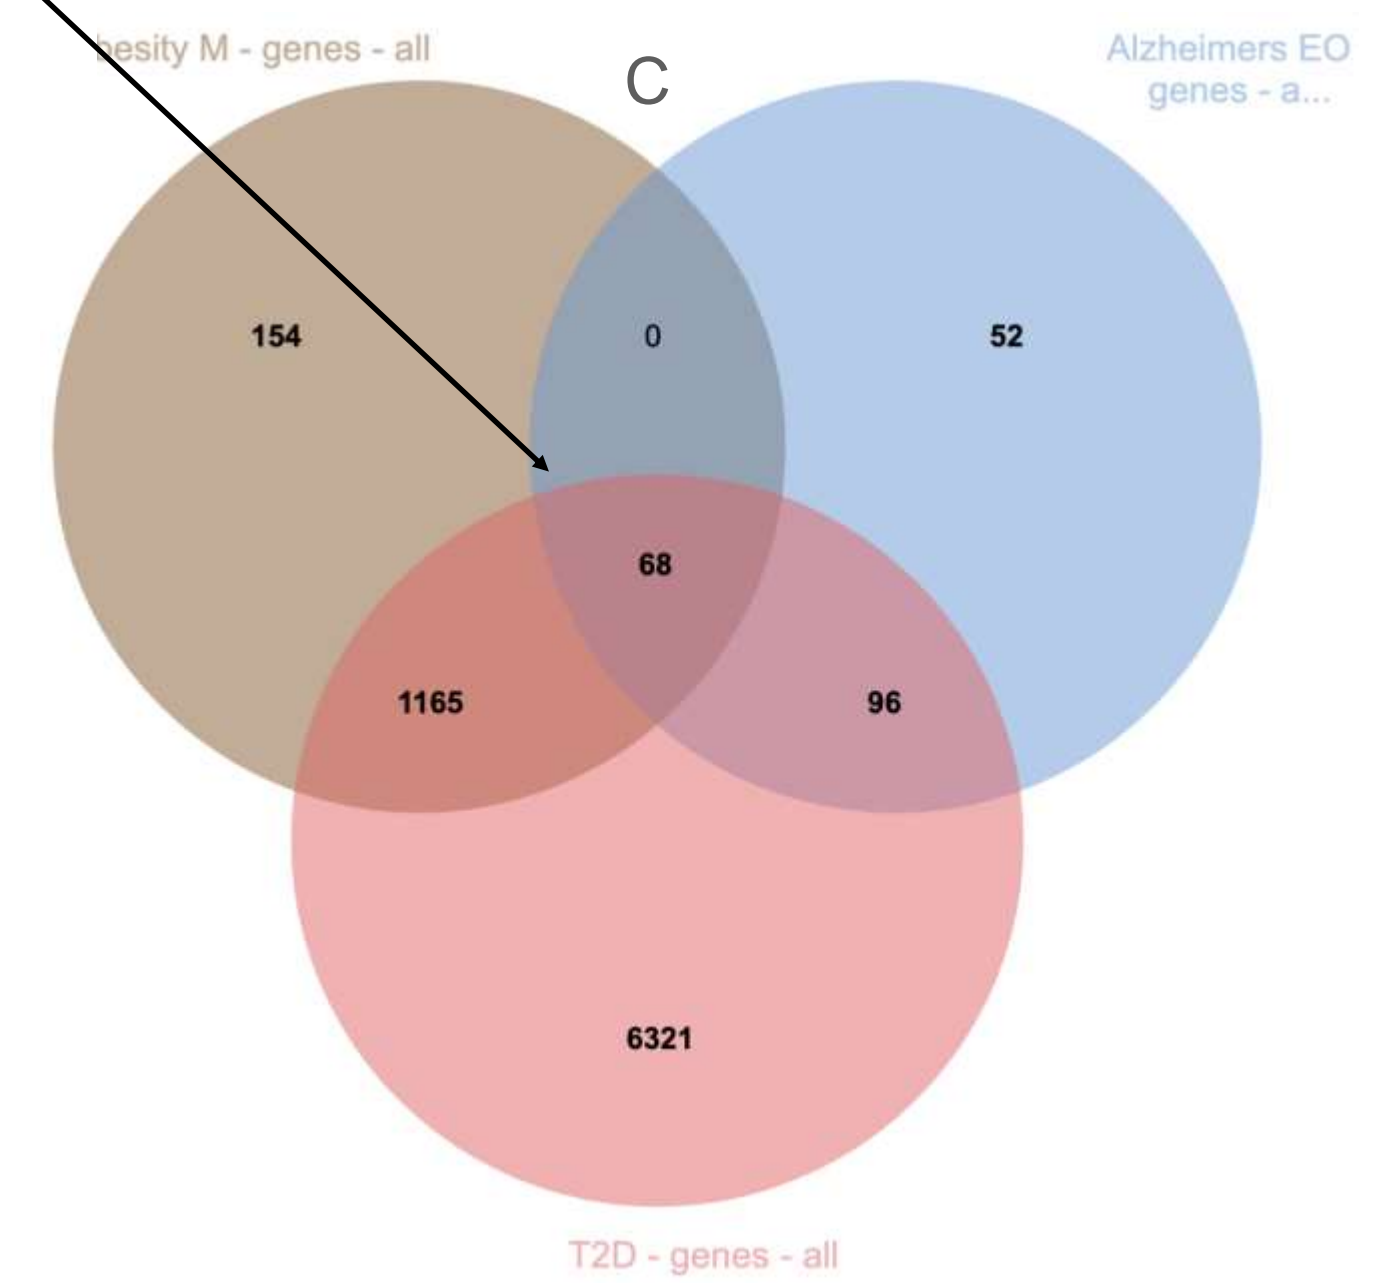 besity M - genes - all
C
Alzheimers EO
genes - a...
154
0
52
68
1165
96
6321
T2D - genes - all